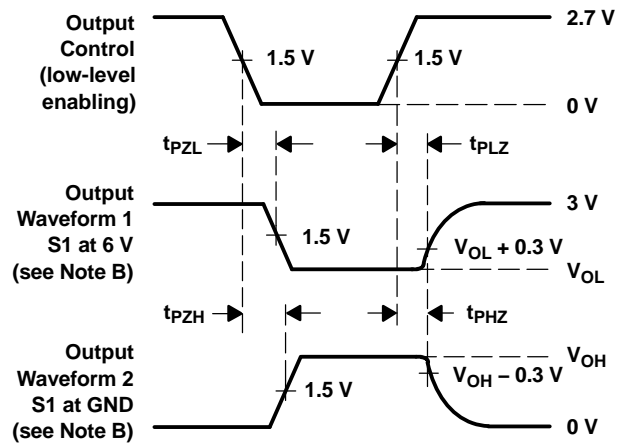 Output
Control
(low-level
enabling)
1.5 V
1.5 V
2.7 V
0 V
tPZL
tPLZ
Output
Waveform 1
S1 at 6 V
(see Note B)
3 V
1.5 V
VOL + 0.3 V
VOL
tPZH
tPHZ
Output
Waveform 2
S1 at GND
(see Note B)
VOH
1.5 V
VOH – 0.3 V
0 V